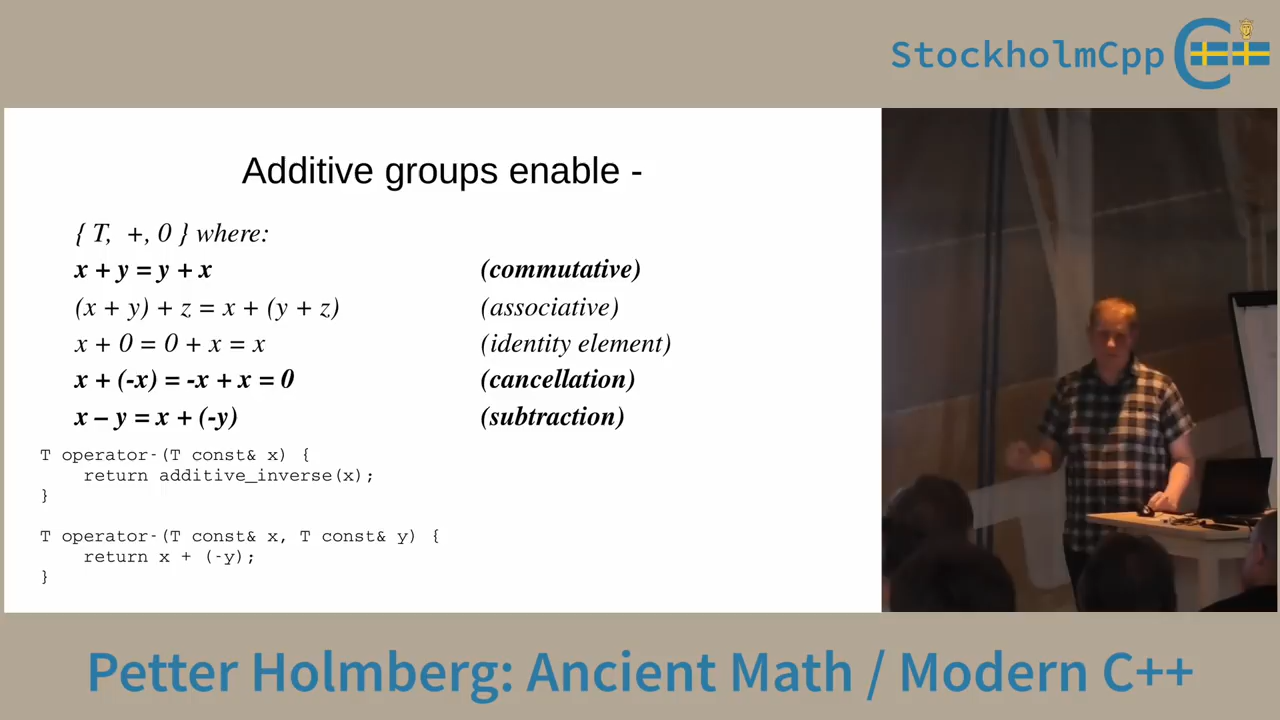 StockholmCpp
Additive groups enable -
{ T, +, 0 } where:
x + y = y + x (commutative)
(x + y) + z = x + (y + z) (associative)
x + 0 = 0 + x = x (identity element)
x + (-x) = -x + x = 0 (cancellation)
x – y = x + (-y) (subtraction)
T operator-(T const& x) {
    return additive_inverse(x);
}
T operator-(T const& x, T const& y) {
    return x + (-y);
}
Petter Holmberg: Ancient Math / Modern C++